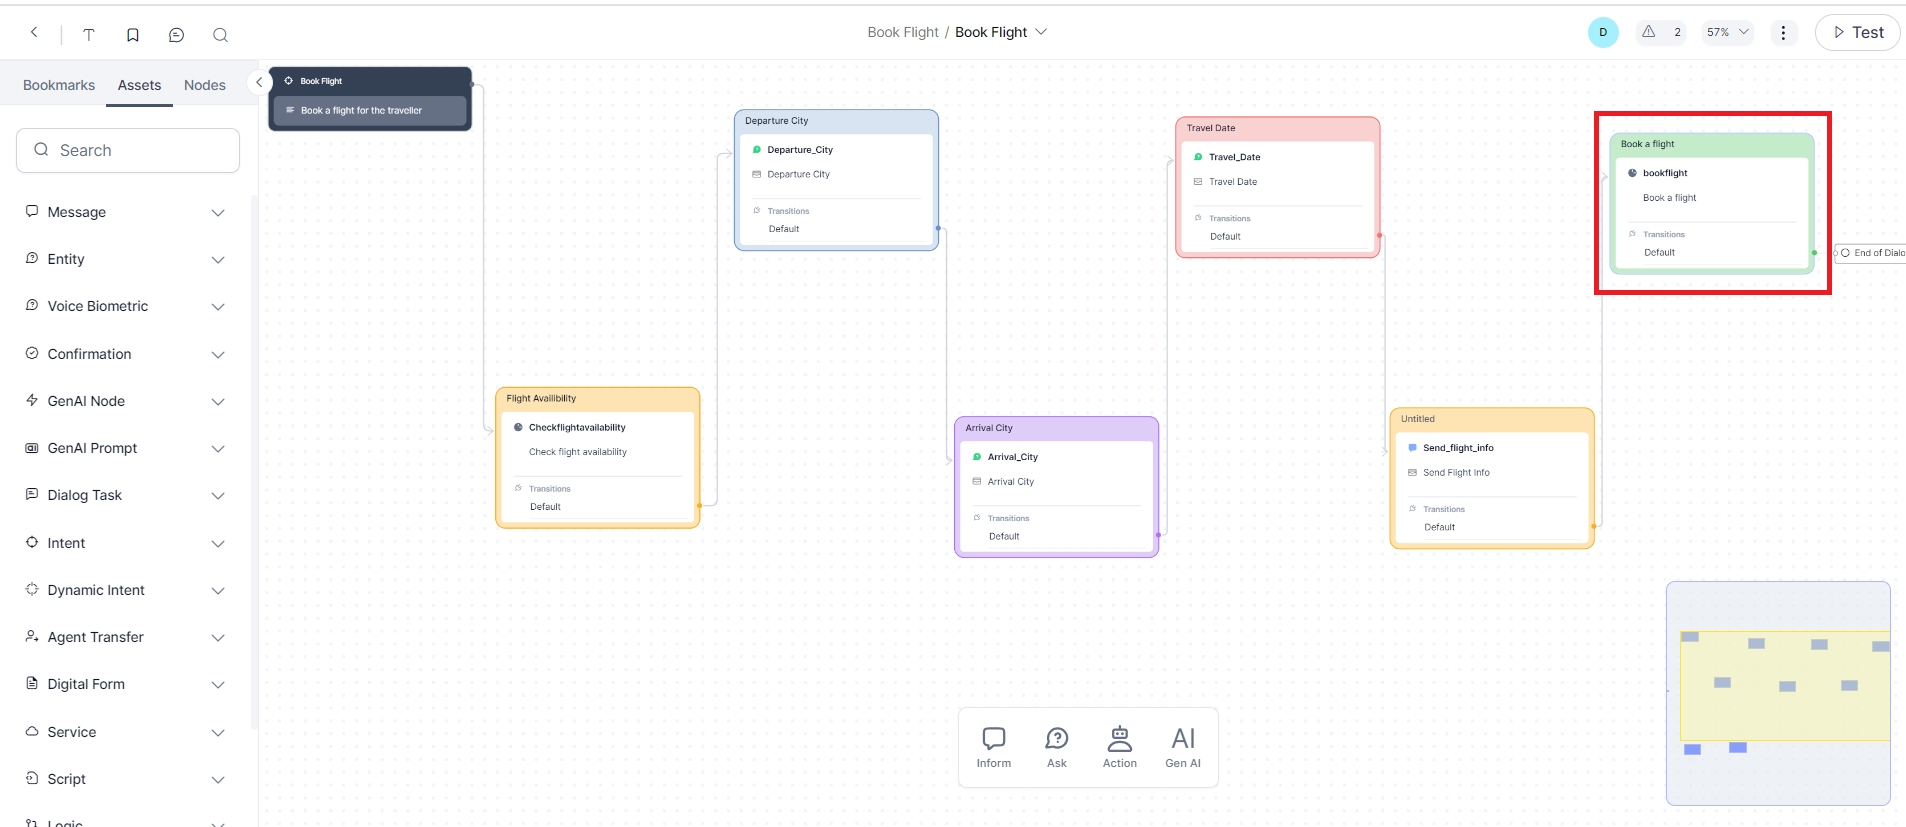 Book Flight / Book Flight
D
2
57%
Test
Bookmarks
Assets
Nodes
Search
Message
Entity
Voice Biometric
Confirmation
GenAI Node
GenAI Prompt
Dialog Task
Intent
Dynamic Intent
Agent Transfer
Digital Form
Service
Script
Logic
Book Flight
Book a flight for the traveller
Flight Availibility
Checkflightavailability
Check flight availability
Transitions
Default
Departure City
Departure_City
Departure City
Transitions
Default
Arrival City
Arrival_City
Arrival City
Transitions
Default
Travel Date
Travel_Date
Travel Date
Transitions
Default
Untitled
Send_flight_info
Send Flight Info
Transitions
Default
Book a flight
bookflight
Book a flight
Transitions
Default
End of Dialo
Inform
Ask
Action
AI
Gen AI